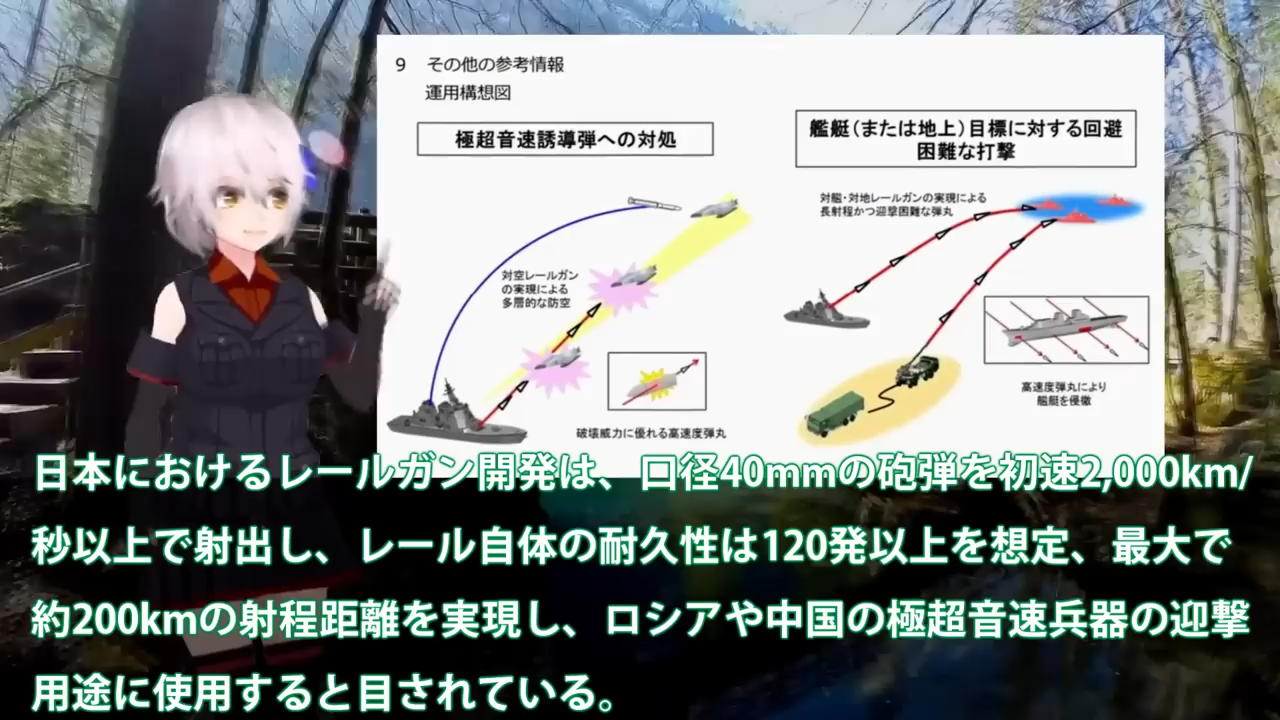 9 その他の参考情報
運用構想図
極超音速誘導弾への対処
対空レールガン
の実現による
多層的な防空
破壊威力に優れる高速度弾丸
艦艇(または地上)目標に対する回避
困難な打撃
対艦・対地レールガンの実現による
長射程かつ迎撃困難な弾丸
高速度弾丸により
艦艇を侵徹
日本におけるレールガン開発は、口径40mmの砲弾を初速2,000km/
秒以上で射出し、レール自体の耐久性は120発以上を想定、最大で
約200kmの射程距離を実現し、ロシアや中国の極超音速兵器の迎撃
用途に使用すると目されている。